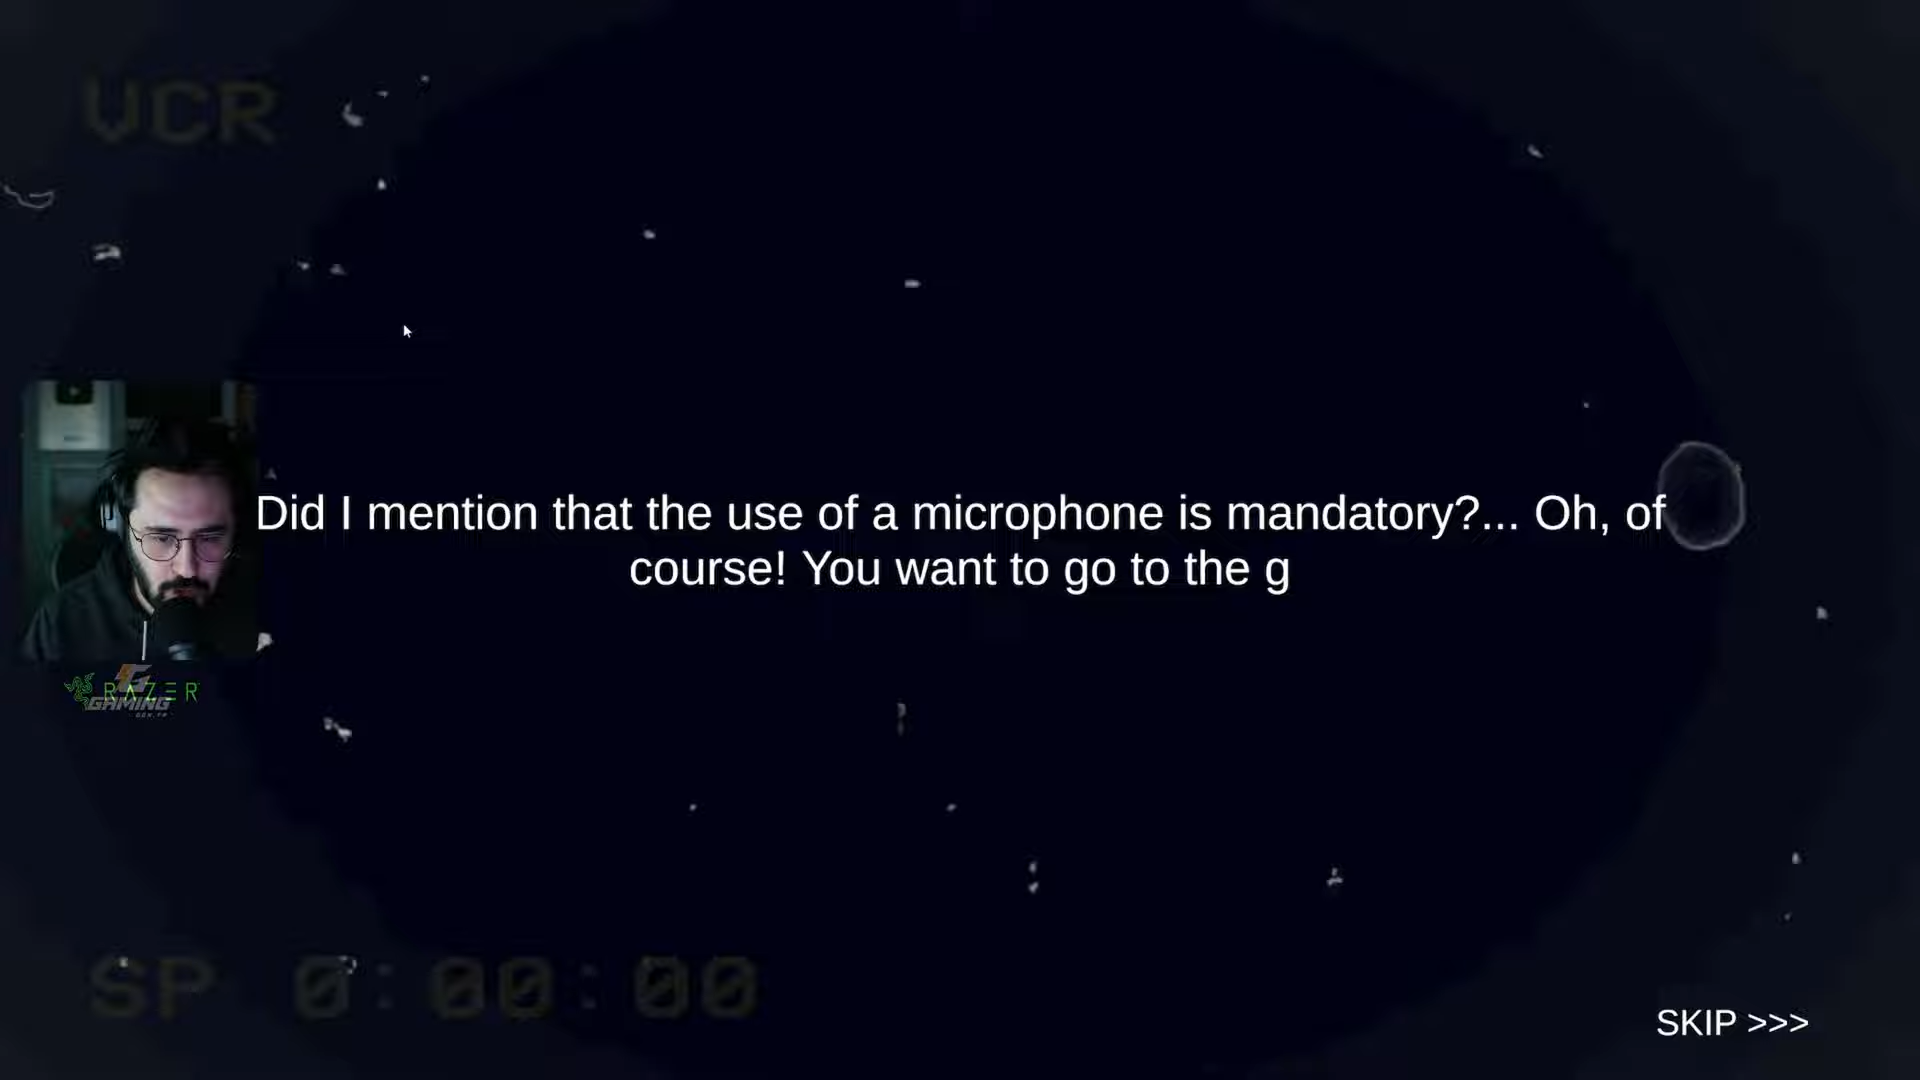 VCR
Did I mention that the use of a microphone is mandatory?... Oh, of
course! You want to go to the g
RAZER
GAMING
SP 0:00:00
SKIP >>>